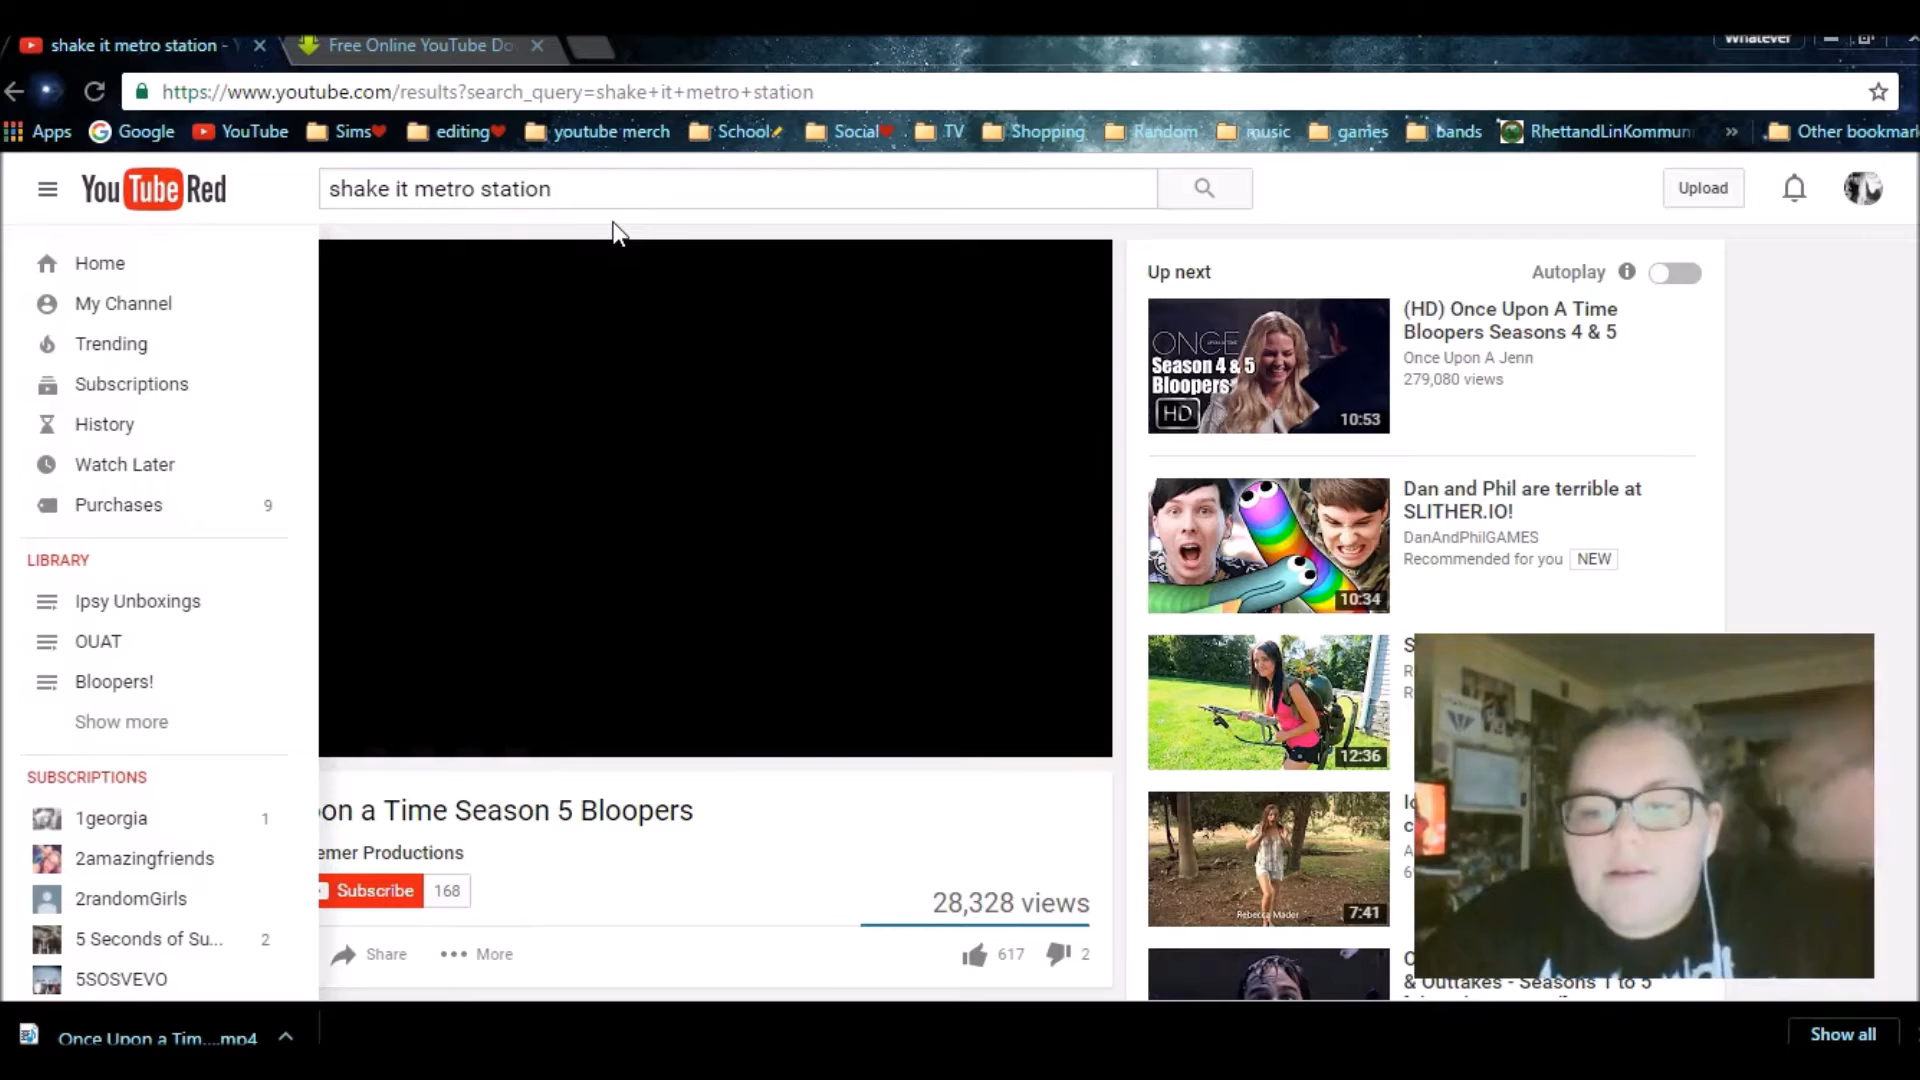 shake it metro station -
Free Online YouTube Do
Whatever
https://www.youtube.com/results?search_query=shake+it+metro+station
Apps Google YouTube Sims editing youtube merch School Social TV Shopping Random music games bands RhettandLinKommun » Other bookmark
YouTube Red
shake it metro station
Upload
Home
My Channel
Trending
Subscriptions
History
Watch Later
Purchases 9
LIBRARY
Ipsy Unboxings
OUAT
Bloopers!
Show more
SUBSCRIPTIONS
1georgia 1
2amazingfriends
2randomGirls
5 Seconds of Su... 2
5SOSVEVO
on a Time Season 5 Bloopers
emer Productions
Subscribe 168
28,328 views
Share
More
617
2
Up next
Autoplay
ONCE
Season 4 & 5
Bloopers
HD
10:53
(HD) Once Upon A Time
Bloopers Seasons 4 & 5
Once Upon A Jenn
279,080 views
10:34
Dan and Phil are terrible at
SLITHER.IO!
DanAndPhilGAMES
Recommended for you NEW
12:36
S
R
R
Rebecca Mader
7:41
& Outtakes - Seasons 1 to 5
Once Upon a Tim....mp4
Show all